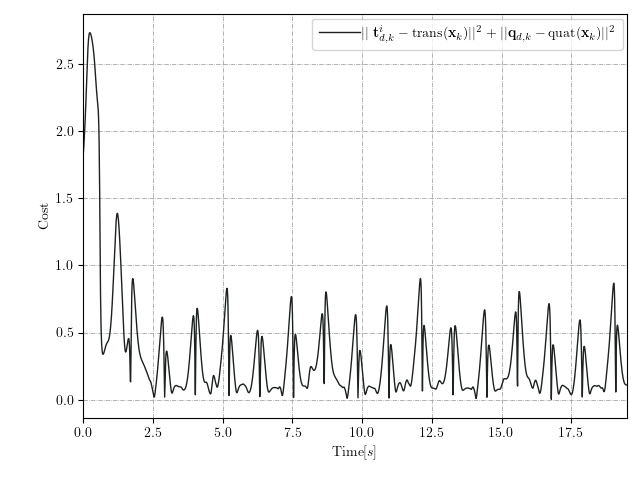 || t^i_{d,k} − trans(x_k)||² + ||q_{d,k} − quat(x_k)||²
2.5
2.0
1.5
1.0
0.5
0.0
Cost
0.0 2.5 5.0 7.5 10.0 12.5 15.0 17.5
Time[s]